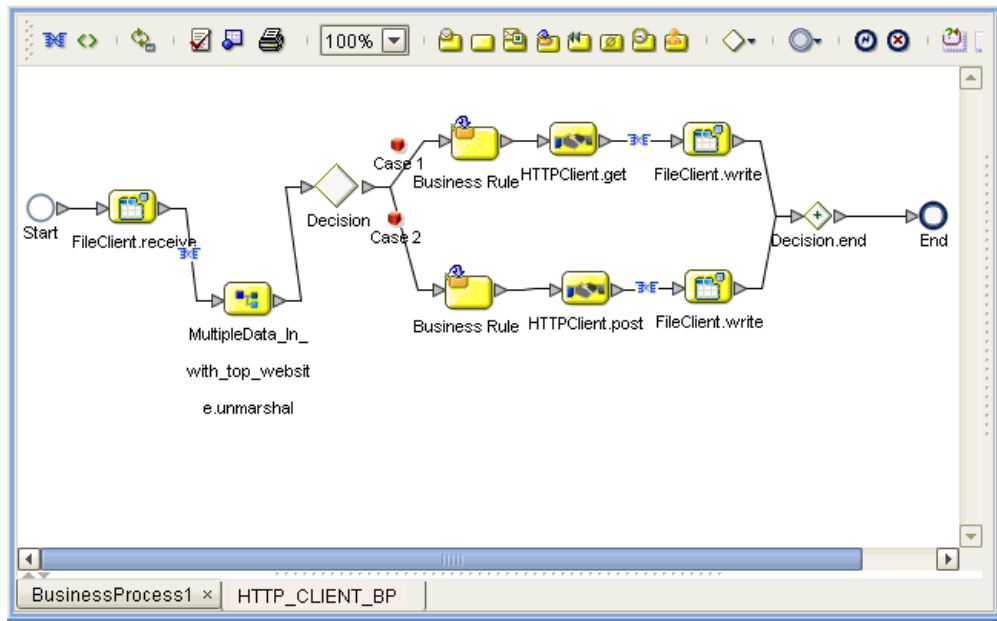 100%
Case 1
Business Rule
HTTPClient.get
FileClient.write
Start
FileClient.receive
Decision
Case 2
Decision.end
End
Business Rule
HTTPClient.post
FileClient.write
MultipleData_In_
with_top_websit
e.unmarshal
BusinessProcess1 ×
HTTP_CLIENT_BP